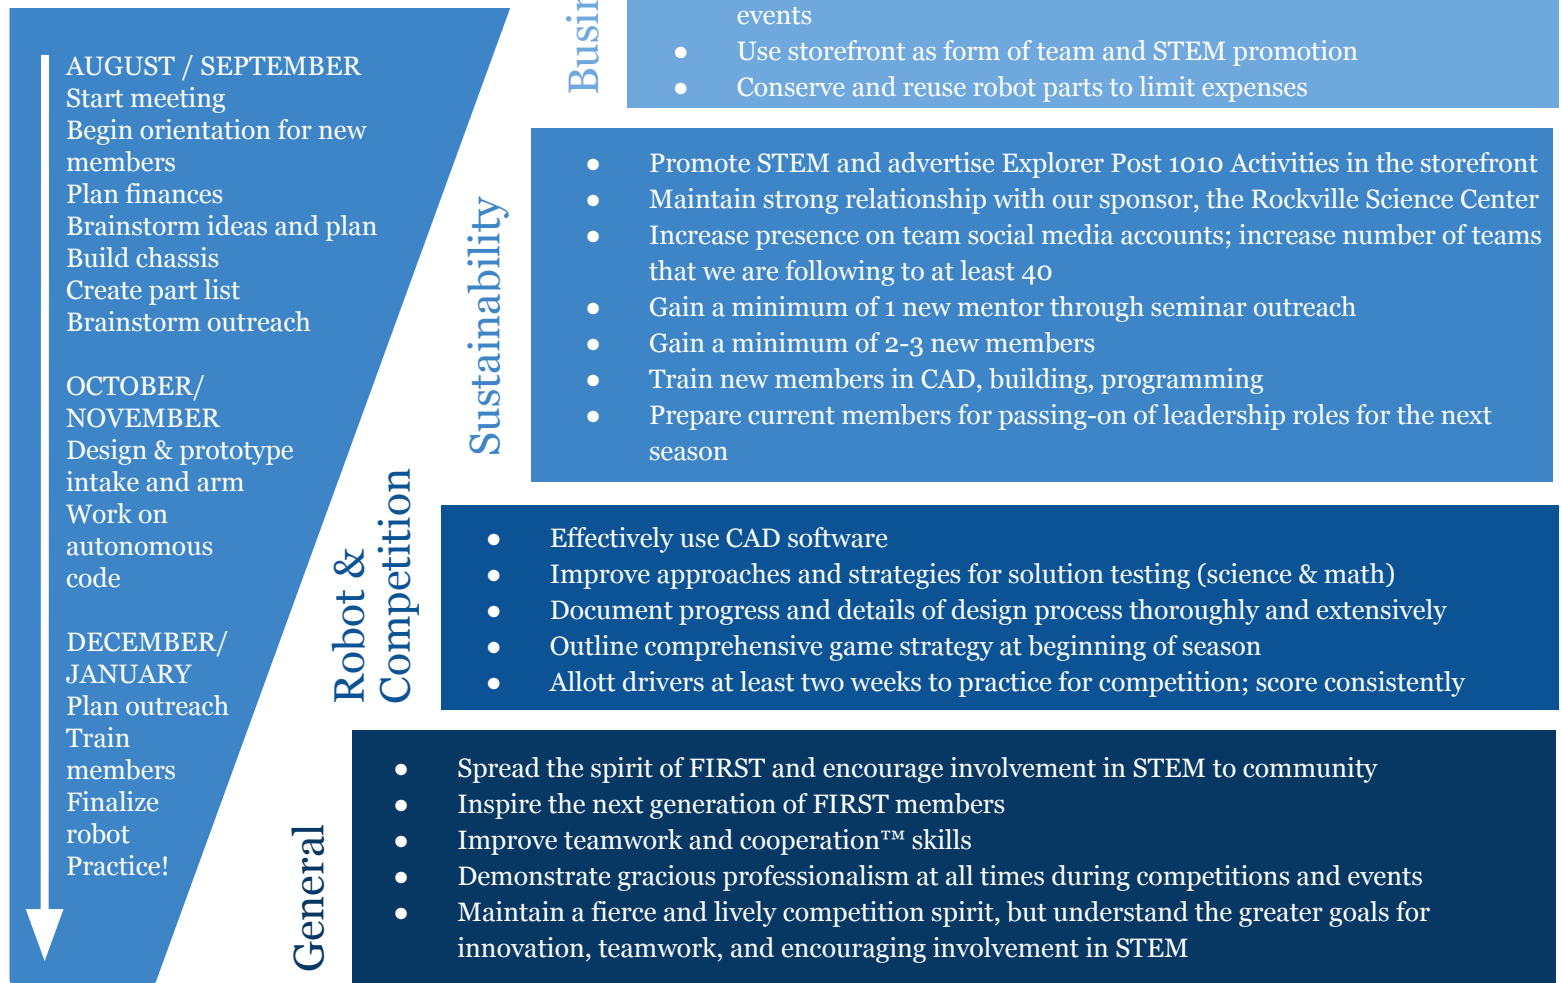 AUGUST / SEPTEMBER
Start meeting
Begin orientation for new
members
Plan finances
Brainstorm ideas and plan
Build chassis
Create part list
Brainstorm outreach
OCTOBER/
NOVEMBER
Design & prototype
intake and arm
Work on
autonomous
code
DECEMBER/
JANUARY
Plan outreach
Train
members
Finalize
robot
Practice!
events
● Use storefront as form of team and STEM promotion
● Conserve and reuse robot parts to limit expenses
Sustainability
● Promote STEM and advertise Explorer Post 1010 Activities in the storefront
● Maintain strong relationship with our sponsor, the Rockville Science Center
● Increase presence on team social media accounts; increase number of teams
that we are following to at least 40
● Gain a minimum of 1 new mentor through seminar outreach
● Gain a minimum of 2-3 new members
● Train new members in CAD, building, programming
● Prepare current members for passing-on of leadership roles for the next
season
Robot &
Competition
● Effectively use CAD software
● Improve approaches and strategies for solution testing (science & math)
● Document progress and details of design process thoroughly and extensively
● Outline comprehensive game strategy at beginning of season
● Allott drivers at least two weeks to practice for competition; score consistently
General
● Spread the spirit of FIRST and encourage involvement in STEM to community
● Inspire the next generation of FIRST members
● Improve teamwork and cooperation™ skills
● Demonstrate gracious professionalism at all times during competitions and events
● Maintain a fierce and lively competition spirit, but understand the greater goals for
innovation, teamwork, and encouraging involvement in STEM